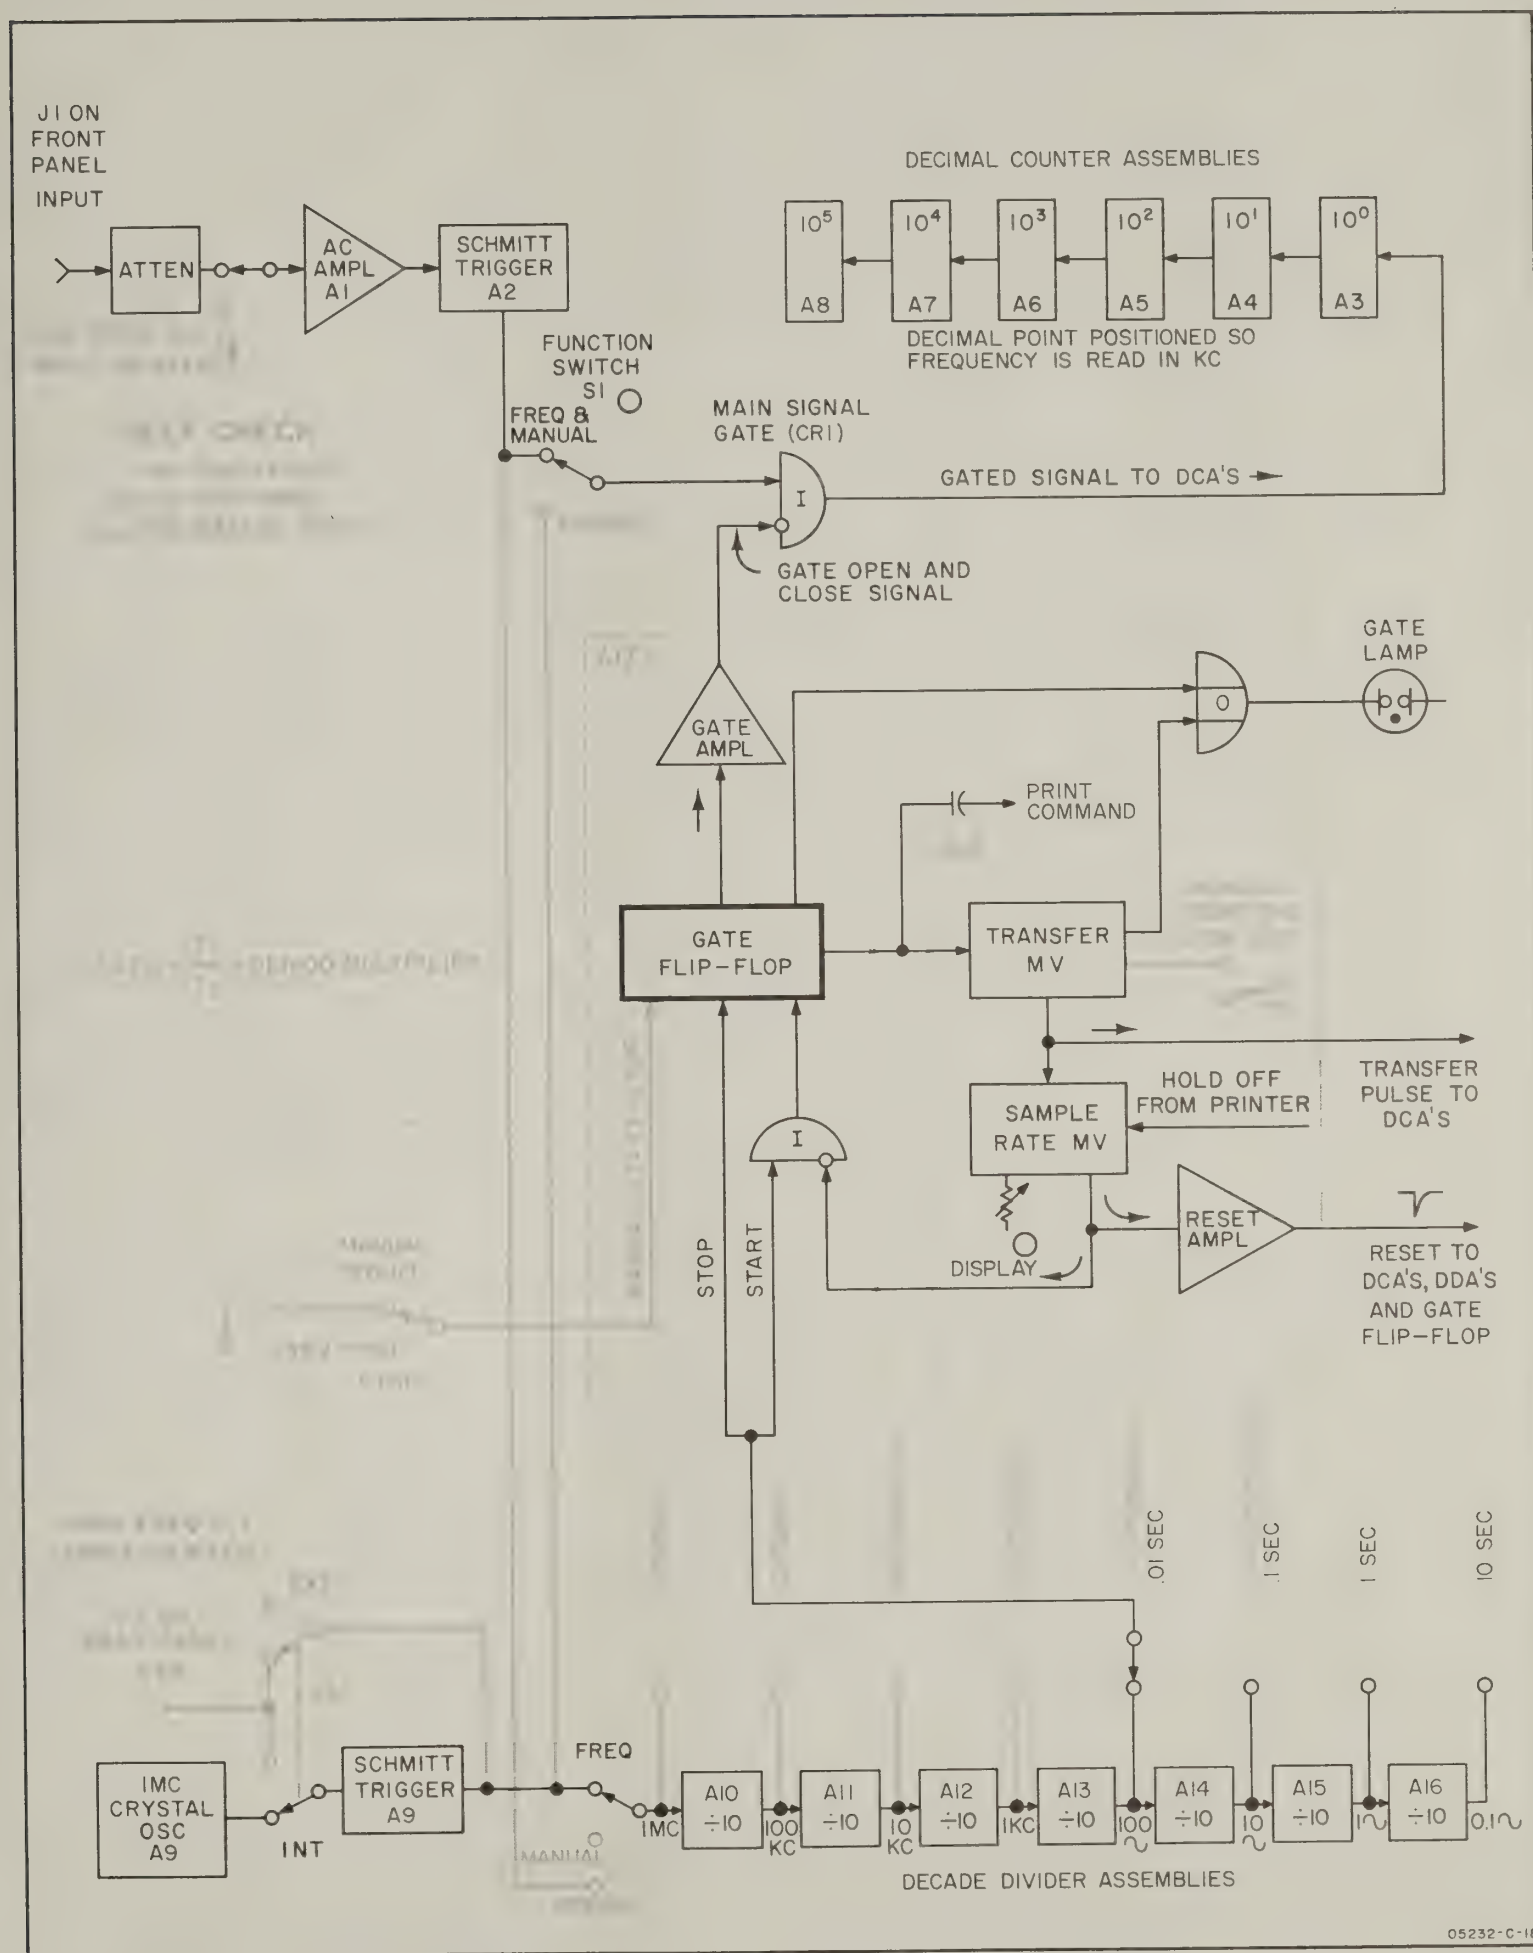 J1 ON
FRONT
PANEL
INPUT
ATTEN
AC
AMPL
A1
SCHMITT
TRIGGER
A2
DECIMAL COUNTER ASSEMBLIES
10⁵
A8
10⁴
A7
10³
A6
10²
A5
10¹
A4
10⁰
A3
DECIMAL POINT POSITIONED SO
FREQUENCY IS READ IN KC
FUNCTION
SWITCH
S1
FREQ &
MANUAL
MAIN SIGNAL
GATE (CR1)
I
GATED SIGNAL TO DCA'S
GATE OPEN AND
CLOSE SIGNAL
GATE
LAMP
O
GATE
AMPL
PRINT
COMMAND
GATE
FLIP-FLOP
TRANSFER
MV
TRANSFER
PULSE TO
DCA'S
HOLD OFF
FROM PRINTER
SAMPLE
RATE MV
I
STOP
START
DISPLAY
RESET
AMPL
RESET TO
DCA'S, DDA'S
AND GATE
FLIP-FLOP
.01 SEC
.1 SEC
1 SEC
10 SEC
1MC
CRYSTAL
OSC
A9
INT
SCHMITT
TRIGGER
A9
FREQ
MANUAL
1MC
A10
÷10
100
KC
A11
÷10
10
KC
A12
÷10
1KC
A13
÷10
100
~
A14
÷10
10
~
A15
÷10
1~
A16
÷10
0.1~
DECADE DIVIDER ASSEMBLIES